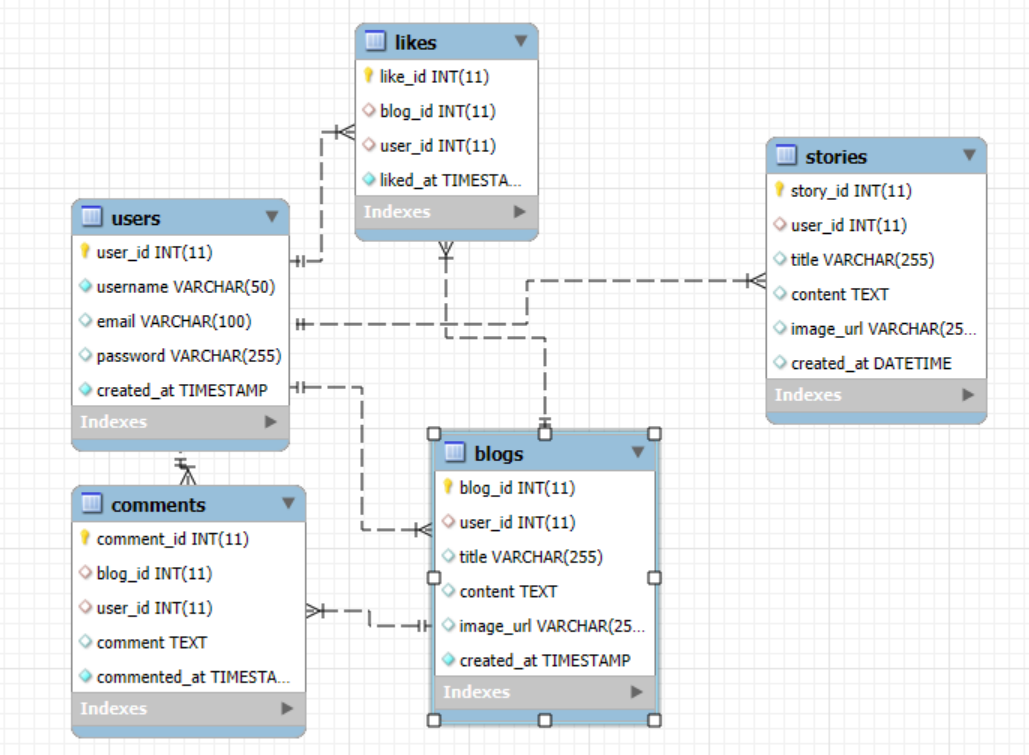 likes
like_id INT(11)
blog_id INT(11)
user_id INT(11)
liked_at TIMESTA...
Indexes
stories
story_id INT(11)
user_id INT(11)
title VARCHAR(255)
content TEXT
image_url VARCHAR(25...
created_at DATETIME
Indexes
users
user_id INT(11)
username VARCHAR(50)
email VARCHAR(100)
password VARCHAR(255)
created_at TIMESTAMP
Indexes
comments
comment_id INT(11)
blog_id INT(11)
user_id INT(11)
comment TEXT
commented_at TIMESTA...
Indexes
blogs
blog_id INT(11)
user_id INT(11)
title VARCHAR(255)
content TEXT
image_url VARCHAR(25...
created_at TIMESTAMP
Indexes